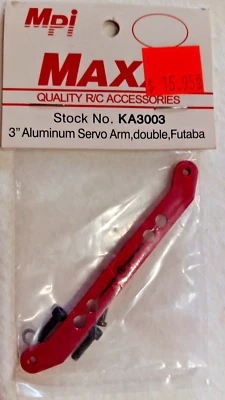 Mpi
MAX
$ 15.95
QUALITY R/C ACCESSORIES
Stock No. KA3003
3" Aluminum Servo Arm,double,Futaba